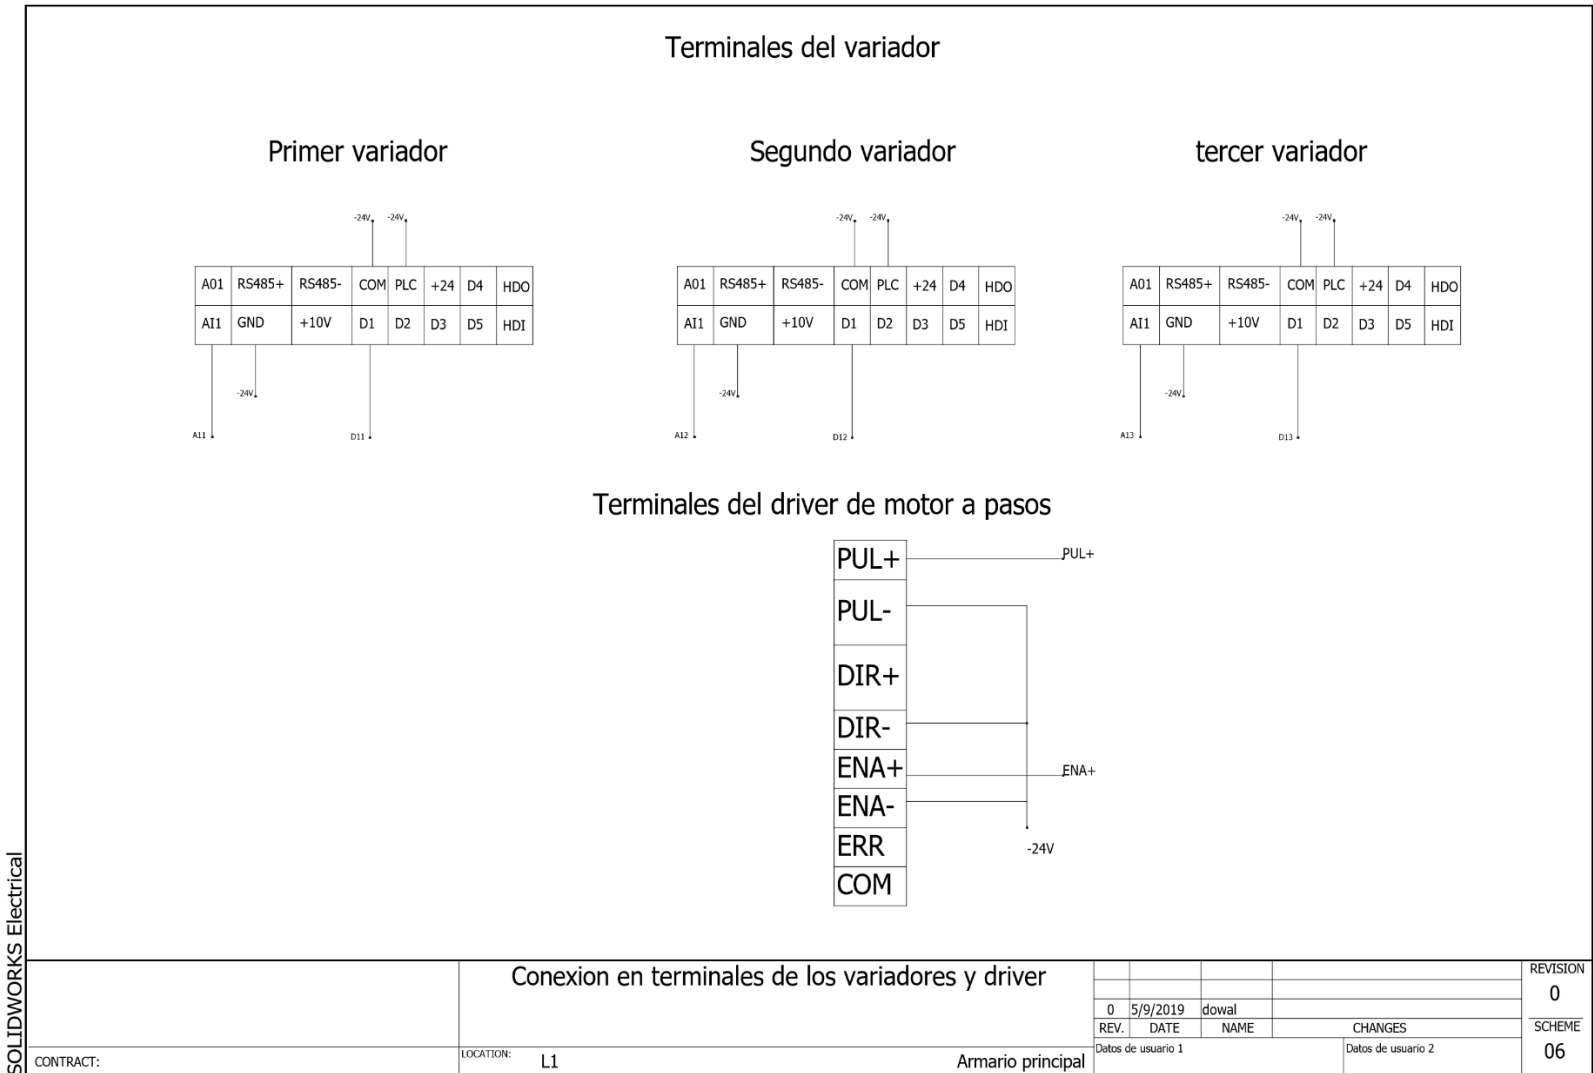 Terminales del variador
Primer variador
Segundo variador
tercer variador
-24V -24V
-24V -24V
-24V -24V
A01 RS485+ RS485- COM PLC +24 D4 HDO
AI1 GND +10V D1 D2 D3 D5 HDI
A01 RS485+ RS485- COM PLC +24 D4 HDO
AI1 GND +10V D1 D2 D3 D5 HDI
A01 RS485+ RS485- COM PLC +24 D4 HDO
AI1 GND +10V D1 D2 D3 D5 HDI
-24V
-24V
-24V
A11 D11
A12 D12
A13 D13
Terminales del driver de motor a pasos
PUL+ PUL+
PUL-
DIR+
DIR-
ENA+ ENA+
ENA-
ERR -24V
COM
SOLIDWORKS Electrical
CONTRACT:
Conexion en terminales de los variadores y driver
LOCATION: L1 Armario principal
0 5/9/2019 dowal
REV. DATE NAME CHANGES
Datos de usuario 1 Datos de usuario 2
REVISION
0
SCHEME
06